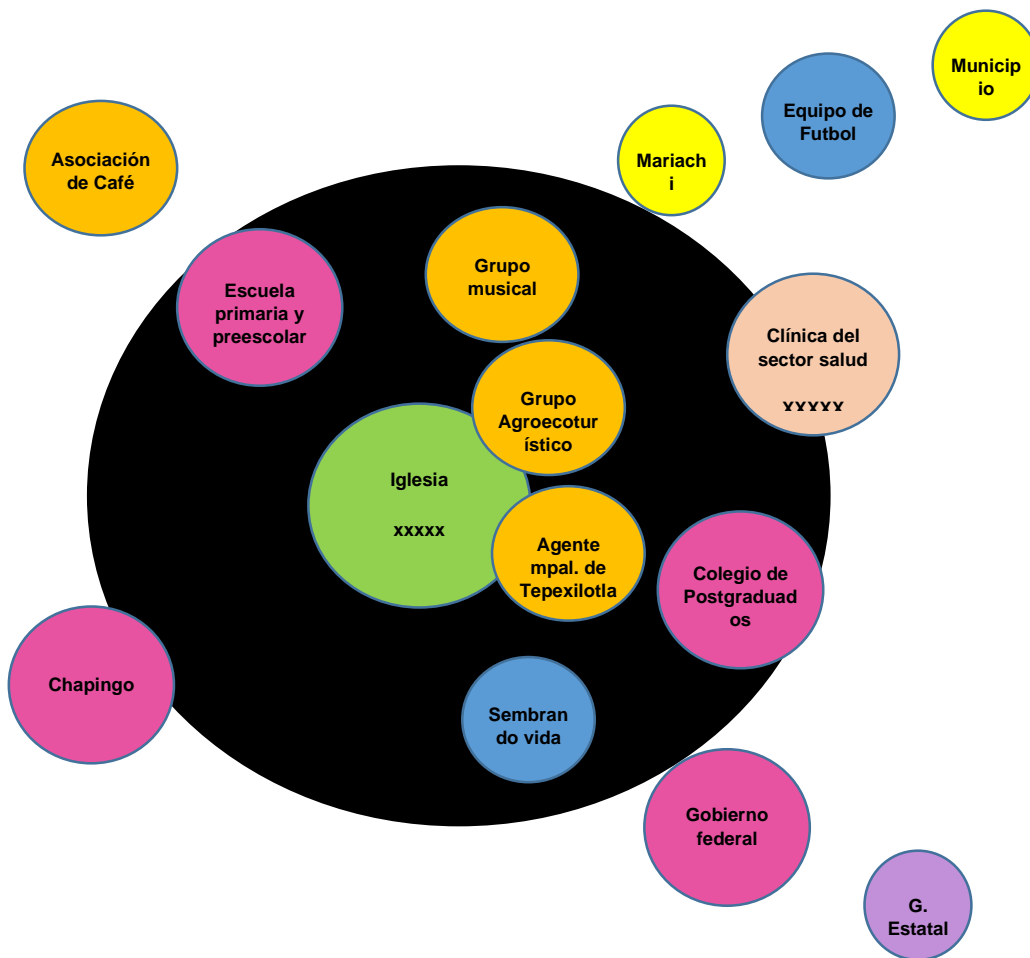 Municip
io
Equipo de
Futbol
Mariach
i
Asociación
de Café
Grupo
musical
Escuela
primaria y
preescolar
Clínica del
sector salud
xxxxx
Grupo
Agroecotur
ístico
Iglesia
xxxxx
Agente
mpal. de
Tepexilotla
Colegio de
Postgraduad
os
Chapingo
Sembran
do vida
Gobierno
federal
G.
Estatal